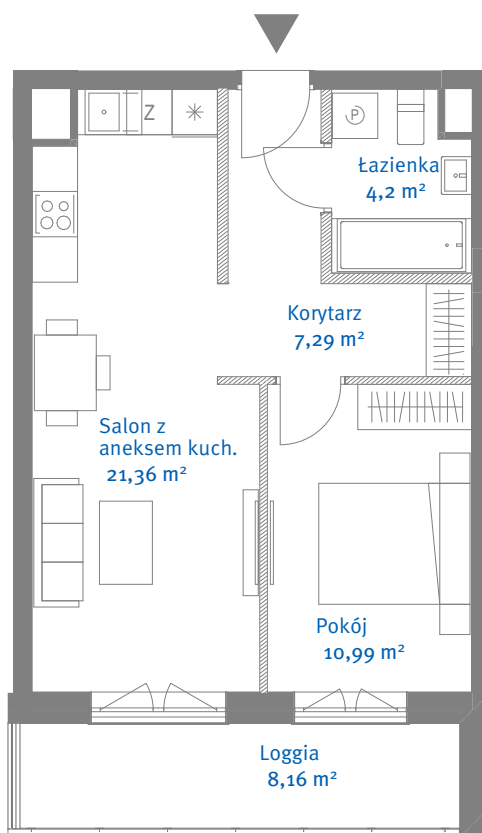 Z
P
Łazienka
4,2 m²
Korytarz
7,29 m²
Salon z
aneksem kuch.
21,36 m²
Pokój
10,99 m²
Loggia
8,16 m²